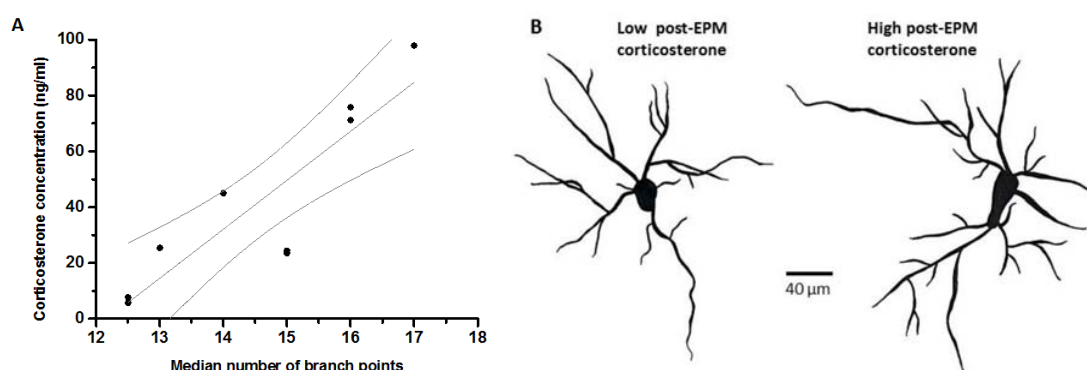 A
Corticosterone concentration (ng/ml)
100
80
60
40
20
0
12
13
14
15
16
17
18
Median number of branch points
B
Low post-EPM
corticosterone
High post-EPM
corticosterone
40 μm